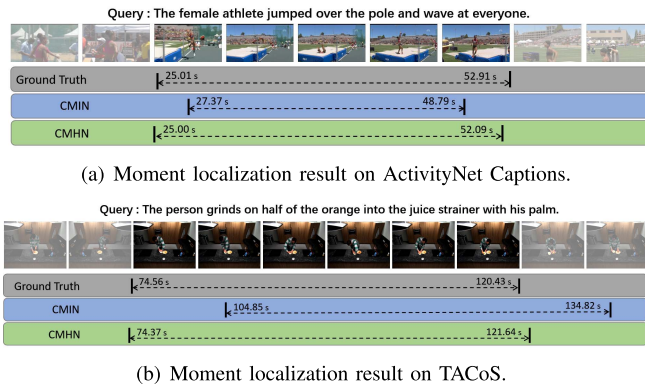 Query : The female athlete jumped over the pole and wave at everyone.
Ground Truth 25.01 s 52.91 s
CMIN 27.37 s 48.79 s
CMHN 25.00 s 52.09 s
(a) Moment localization result on ActivityNet Captions.
Query : The person grinds on half of the orange into the juice strainer with his palm.
Ground Truth 74.56 s 120.43 s
CMIN 104.85 s 134.82 s
CMHN 74.37 s 121.64 s
(b) Moment localization result on TACoS.